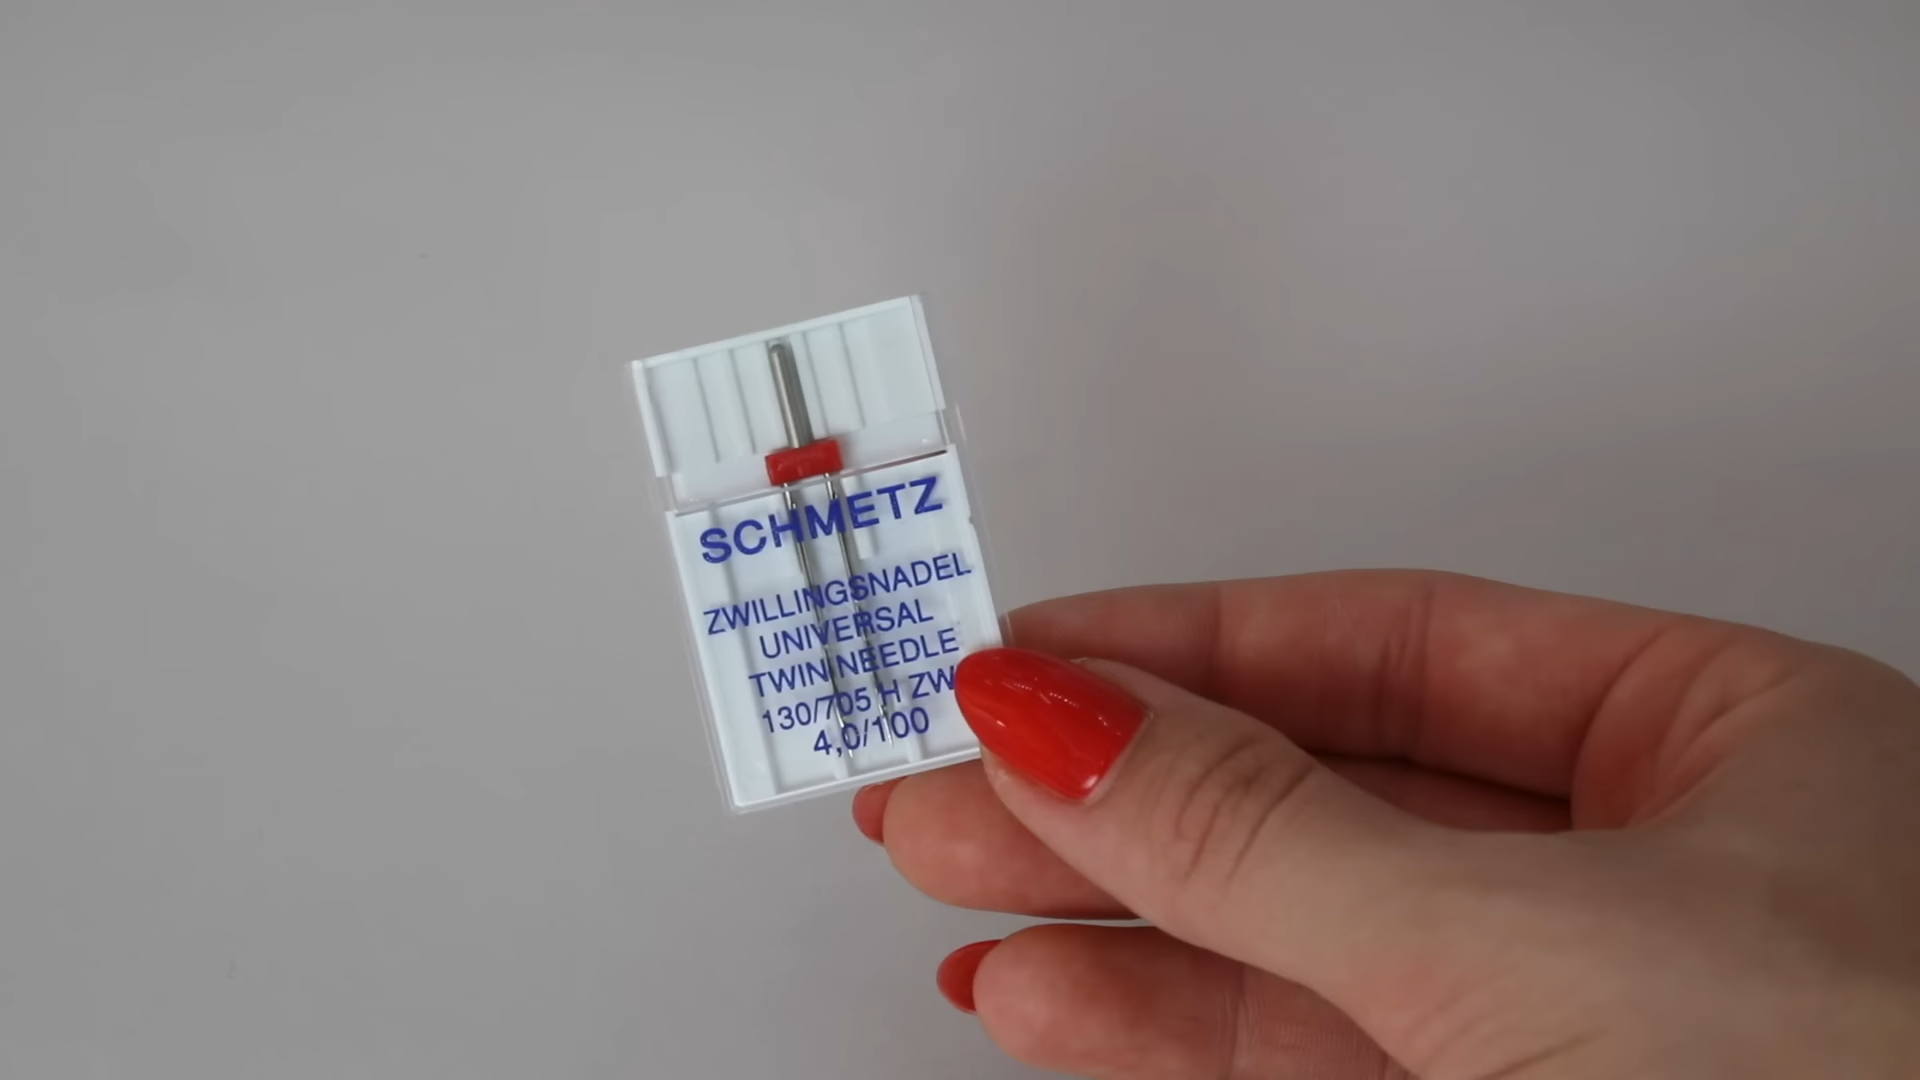 SCHMETZ
ZWILLINGSNADEL
UNIVERSAL
TWIN NEEDLE
130/705 H ZW
4,0/100